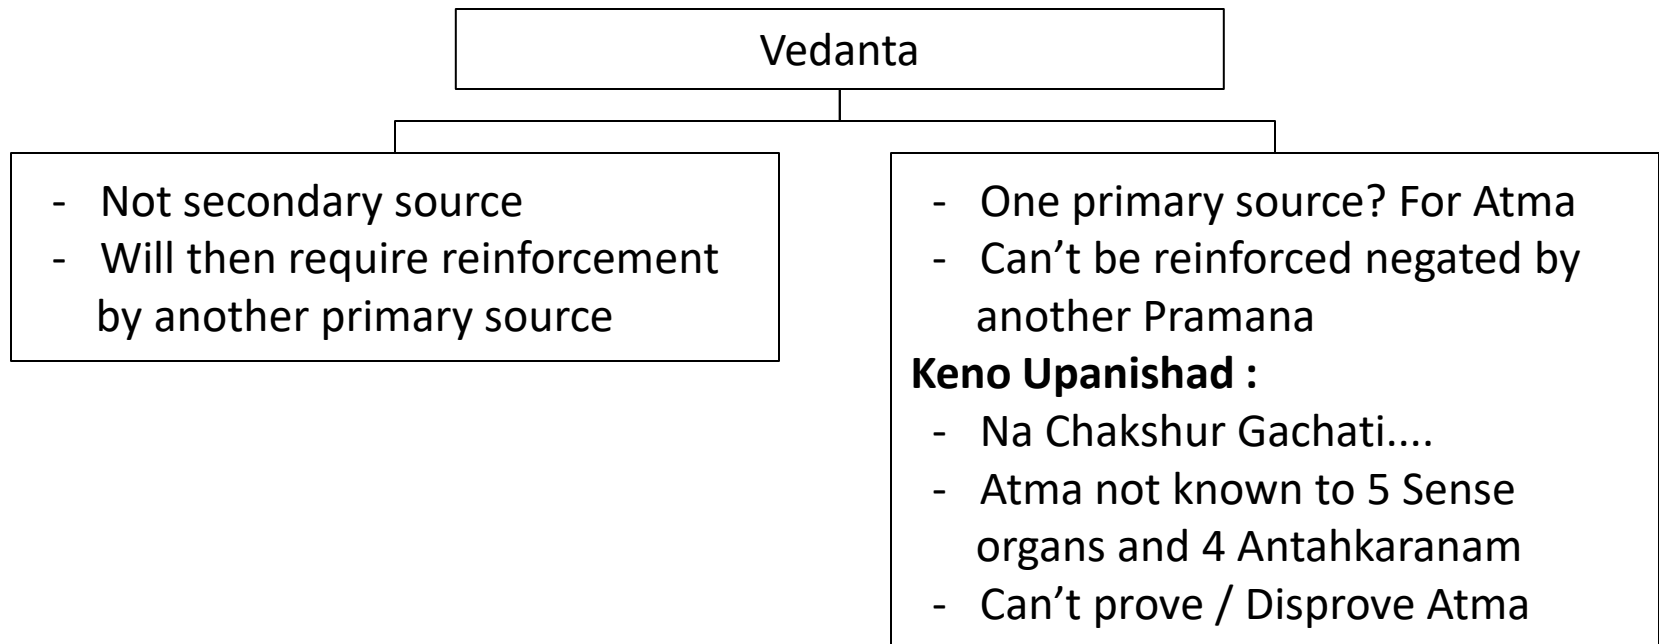 Vedanta
- Not secondary source
- Will then require reinforcement
by another primary source
- One primary source? For Atma
- Can’t be reinforced negated by
another Pramana
Keno Upanishad :
- Na Chakshur Gachati....
- Atma not known to 5 Sense
organs and 4 Antahkaranam
- Can’t prove / Disprove Atma